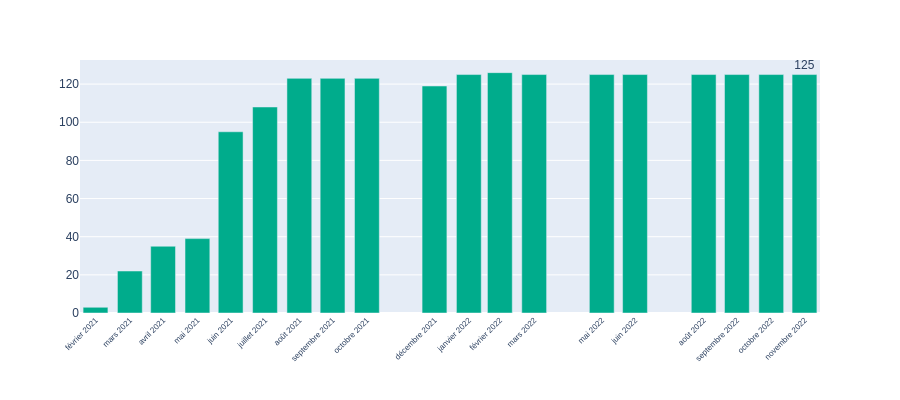 125
120
100
80
60
40
20
0
février 2021
mars 2021
avril 2021
mai 2021
juin 2021
juillet 2021
août 2021
septembre 2021
octobre 2021
décembre 2021
janvier 2022
février 2022
mars 2022
mai 2022
juin 2022
août 2022
septembre 2022
octobre 2022
novembre 2022